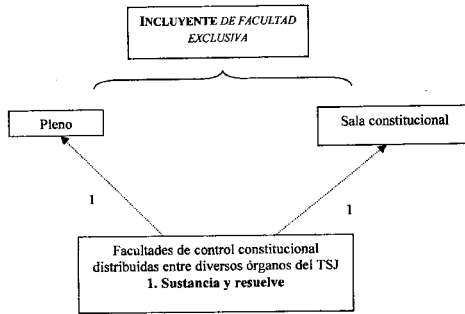 INCLUYENTE DE FACULTAD
EXCLUSIVA
Pleno
Sala constitucional
1
1
Facultades de control constitucional
distribuidas entre diversos órganos del TSJ
1. Sustancia y resuelve